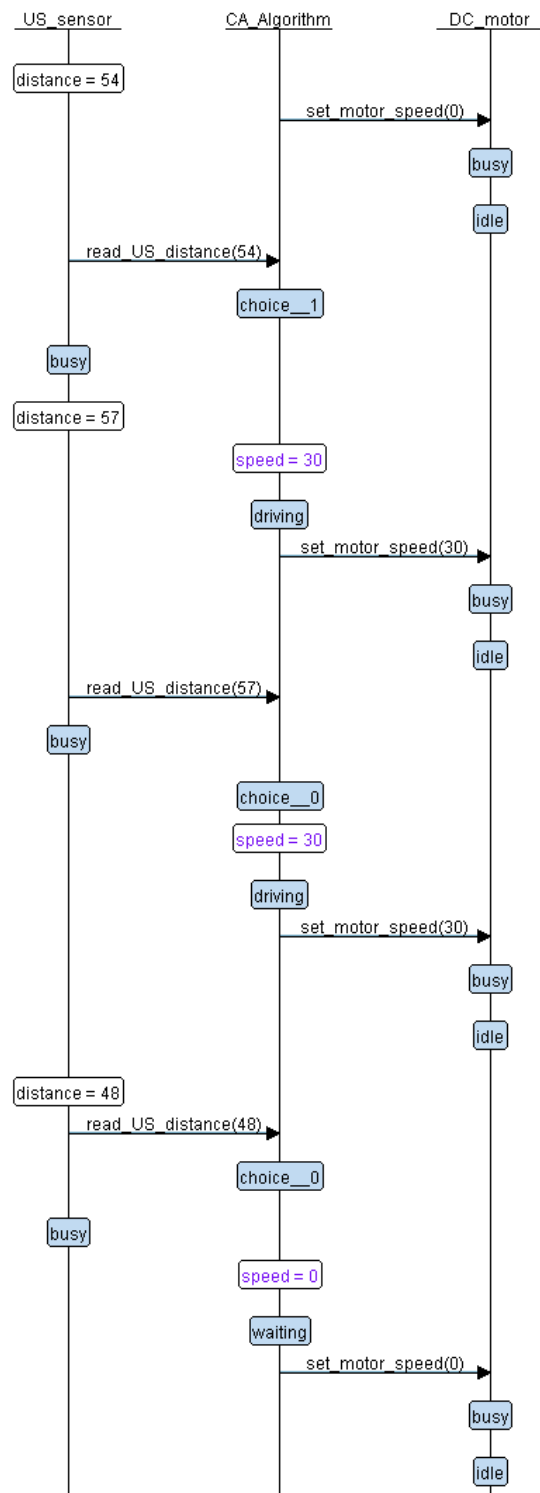 US_sensor
CA_Algorithm
DC_motor
distance = 54
set_motor_speed(0)
busy
idle
read_US_distance(54)
choice__1
busy
distance = 57
speed = 30
driving
set_motor_speed(30)
busy
idle
read_US_distance(57)
busy
choice__0
speed = 30
driving
set_motor_speed(30)
busy
idle
distance = 48
read_US_distance(48)
choice__0
busy
speed = 0
waiting
set_motor_speed(0)
busy
idle